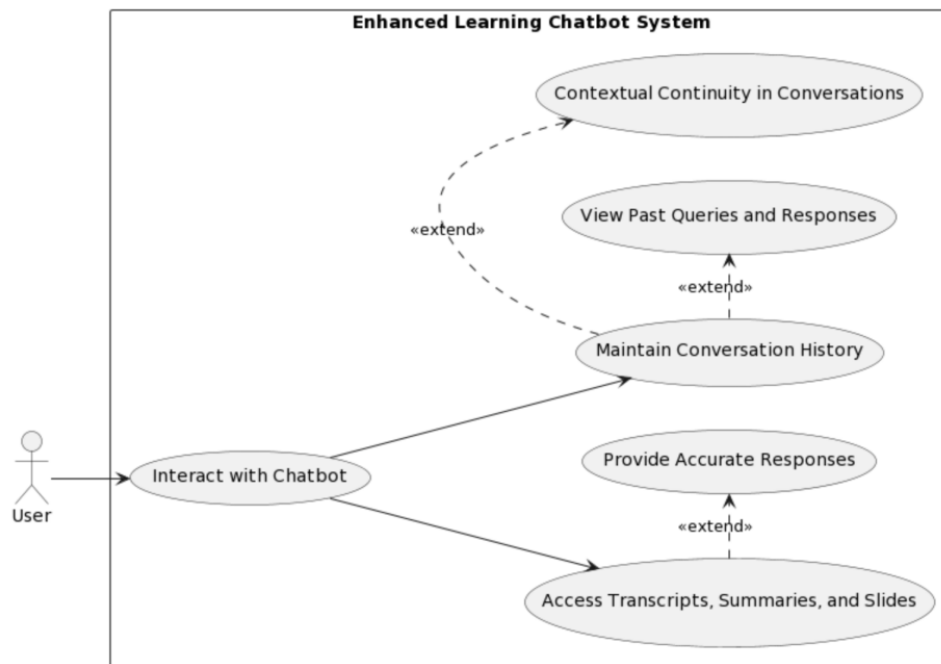 Enhanced Learning Chatbot System
Contextual Continuity in Conversations
View Past Queries and Responses
«extend»
«extend»
Maintain Conversation History
Provide Accurate Responses
Interact with Chatbot
User
«extend»
Access Transcripts, Summaries, and Slides